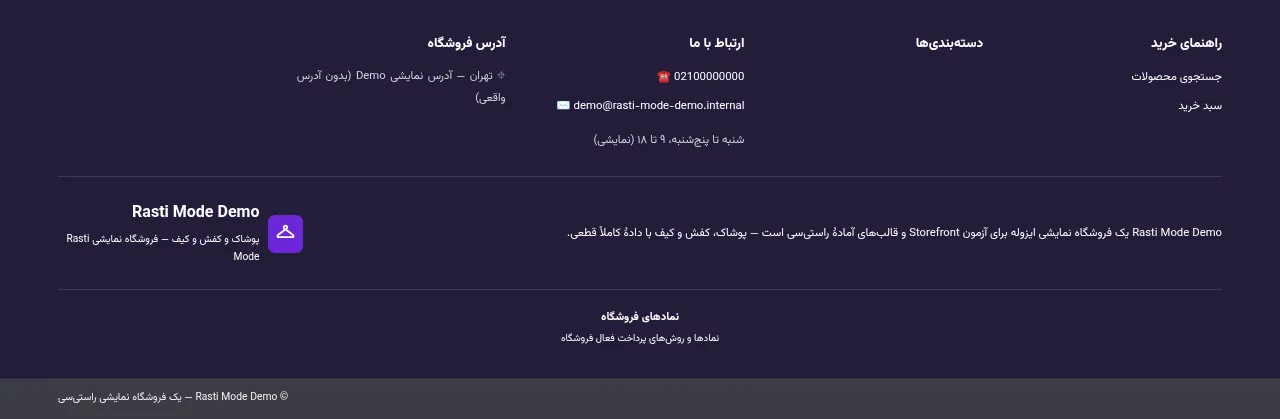 راهنمای خرید
جستجوی محصولات
سبد خرید
دسته‌بندی‌ها
ارتباط با ما
☎️ 02100000000
✉️ demo@rasti-mode-demo.internal
شنبه تا پنج‌شنبه، ۹ تا ۱۸ (نمایشی)
آدرس فروشگاه
تهران — آدرس نمایشی Demo (بدون آدرس
واقعی)
Rasti Mode Demo یک فروشگاه نمایشی ایزوله برای آزمون Storefront و قالب‌های آمادهٔ راستی‌سی است — پوشاک، کفش و کیف با دادهٔ کاملاً قطعی.
Rasti Mode Demo
پوشاک و کفش و کیف — فروشگاه نمایشی Rasti
Mode
نمادهای فروشگاه
نمادها و روش‌های پرداخت فعال فروشگاه
© Rasti Mode Demo — یک فروشگاه نمایشی راستی‌سی